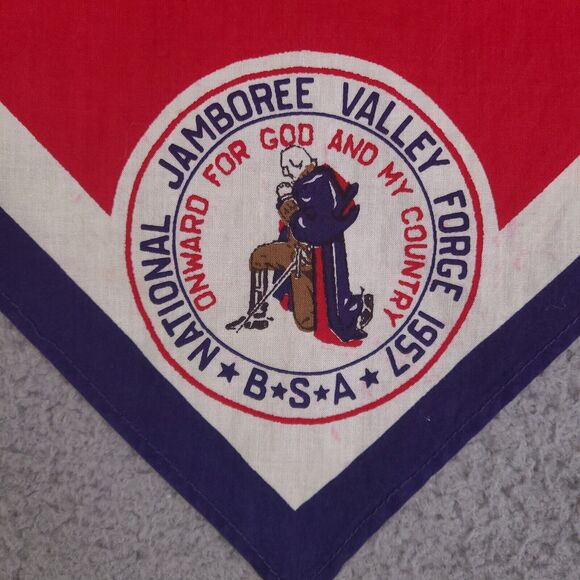 NATIONAL JAMBOREE VALLEY FORGE 1957
ONWARD FOR GOD AND MY COUNTRY
★ B★S★A ★